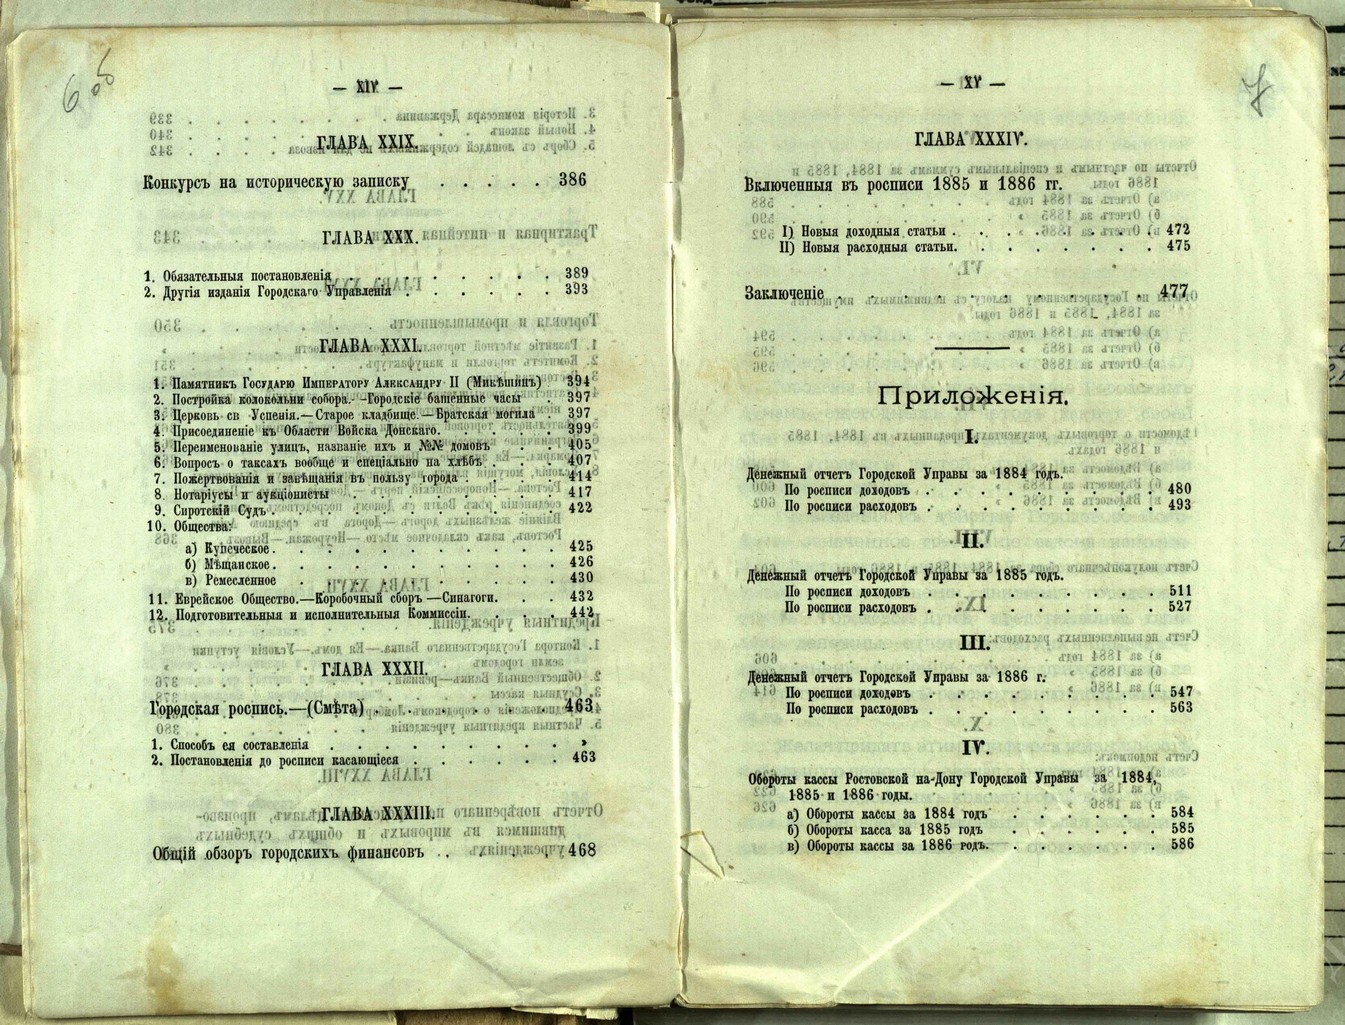 — XIV —
ГЛАВА XXIX.
Конкурсъ на историческую записку . . . . . 386
ГЛАВА XXX.
1. Обязательныя постановленія . . . . . . . 389
2. Другія изданія Городскаго Управленія . . . . . 393
ГЛАВА XXXI.
1. Памятникъ Государю Императору Александру II (Микѣшинъ) . 394
2. Постройка колокольни собора.—Городскіе башенные часы . 397
3. Церковь св Успенія.—Старое кладбище.—Братская могила . 397
4. Присоединеніе къ Области Войска Донскаго. . . . . 399
5. Переименованіе улицъ, названіе ихъ и №№ домовъ . . 405
6. Вопросъ о таксахъ вообще и спеціально на хлѣбъ . . . 407
7. Пожертвованія и завѣщанія въ пользу города . . . . 414
8. Нотаріусы и аукціонисты . . . . . . . 417
9. Сиротскій Судъ . . . . . . . . . 422
10. Общества:
а) Купеческое . . . . . . . . . 425
б) Мѣщанское . . . . . . . . . 426
в) Ремесленное . . . . . . . . 430
11. Еврейское Общество.—Коробочный сборъ—Синагоги. . . 432
12. Подготовительныя и исполнительныя Коммиссіи. . . . 442
ГЛАВА XXXII.
Городская роспись.—(Смѣта) . . . . . . . 463
1. Способъ ея составленія . . . . . . . . »
2. Постановленія до росписи касающіеся . . . . . . 463
ГЛАВА XXXIII.
Общій обзоръ городскихъ финансовъ . . . . . 468
— XV —
ГЛАВА XXXIV.
Включенныя въ росписи 1885 и 1886 гг.
I) Новыя доходныя статьи . . . . . . . . 472
II) Новыя расходныя статьи. . . . . . . . 475
Заключеніе . . . . . . . . 477
Приложенія.
I.
Денежный отчетъ Городской Управы за 1884 годъ.
По росписи доходовъ . . . . . . . . . 480
По росписи расходовъ . . . . . . . . . 493
II.
Денежный отчетъ Городской Управы за 1885 годъ.
По росписи доходовъ . . . . . . . . . 511
По росписи расходовъ . . . . . . . . . 527
III.
Денежный отчетъ Городской Управы за 1886 г.
По росписи доходовъ . . . . . . . . . 547
По росписи расходовъ . . . . . . . . . 563
IV.
Обороты кассы Ростовской на-Дону Городской Управы за 1884,
1885 и 1886 годы.
а) Обороты кассы за 1884 годъ . . . . . . 584
б) Обороты касса за 1885 годъ . . . . . . 585
в) Обороты кассы за 1886 родъ. . . . . . . 586